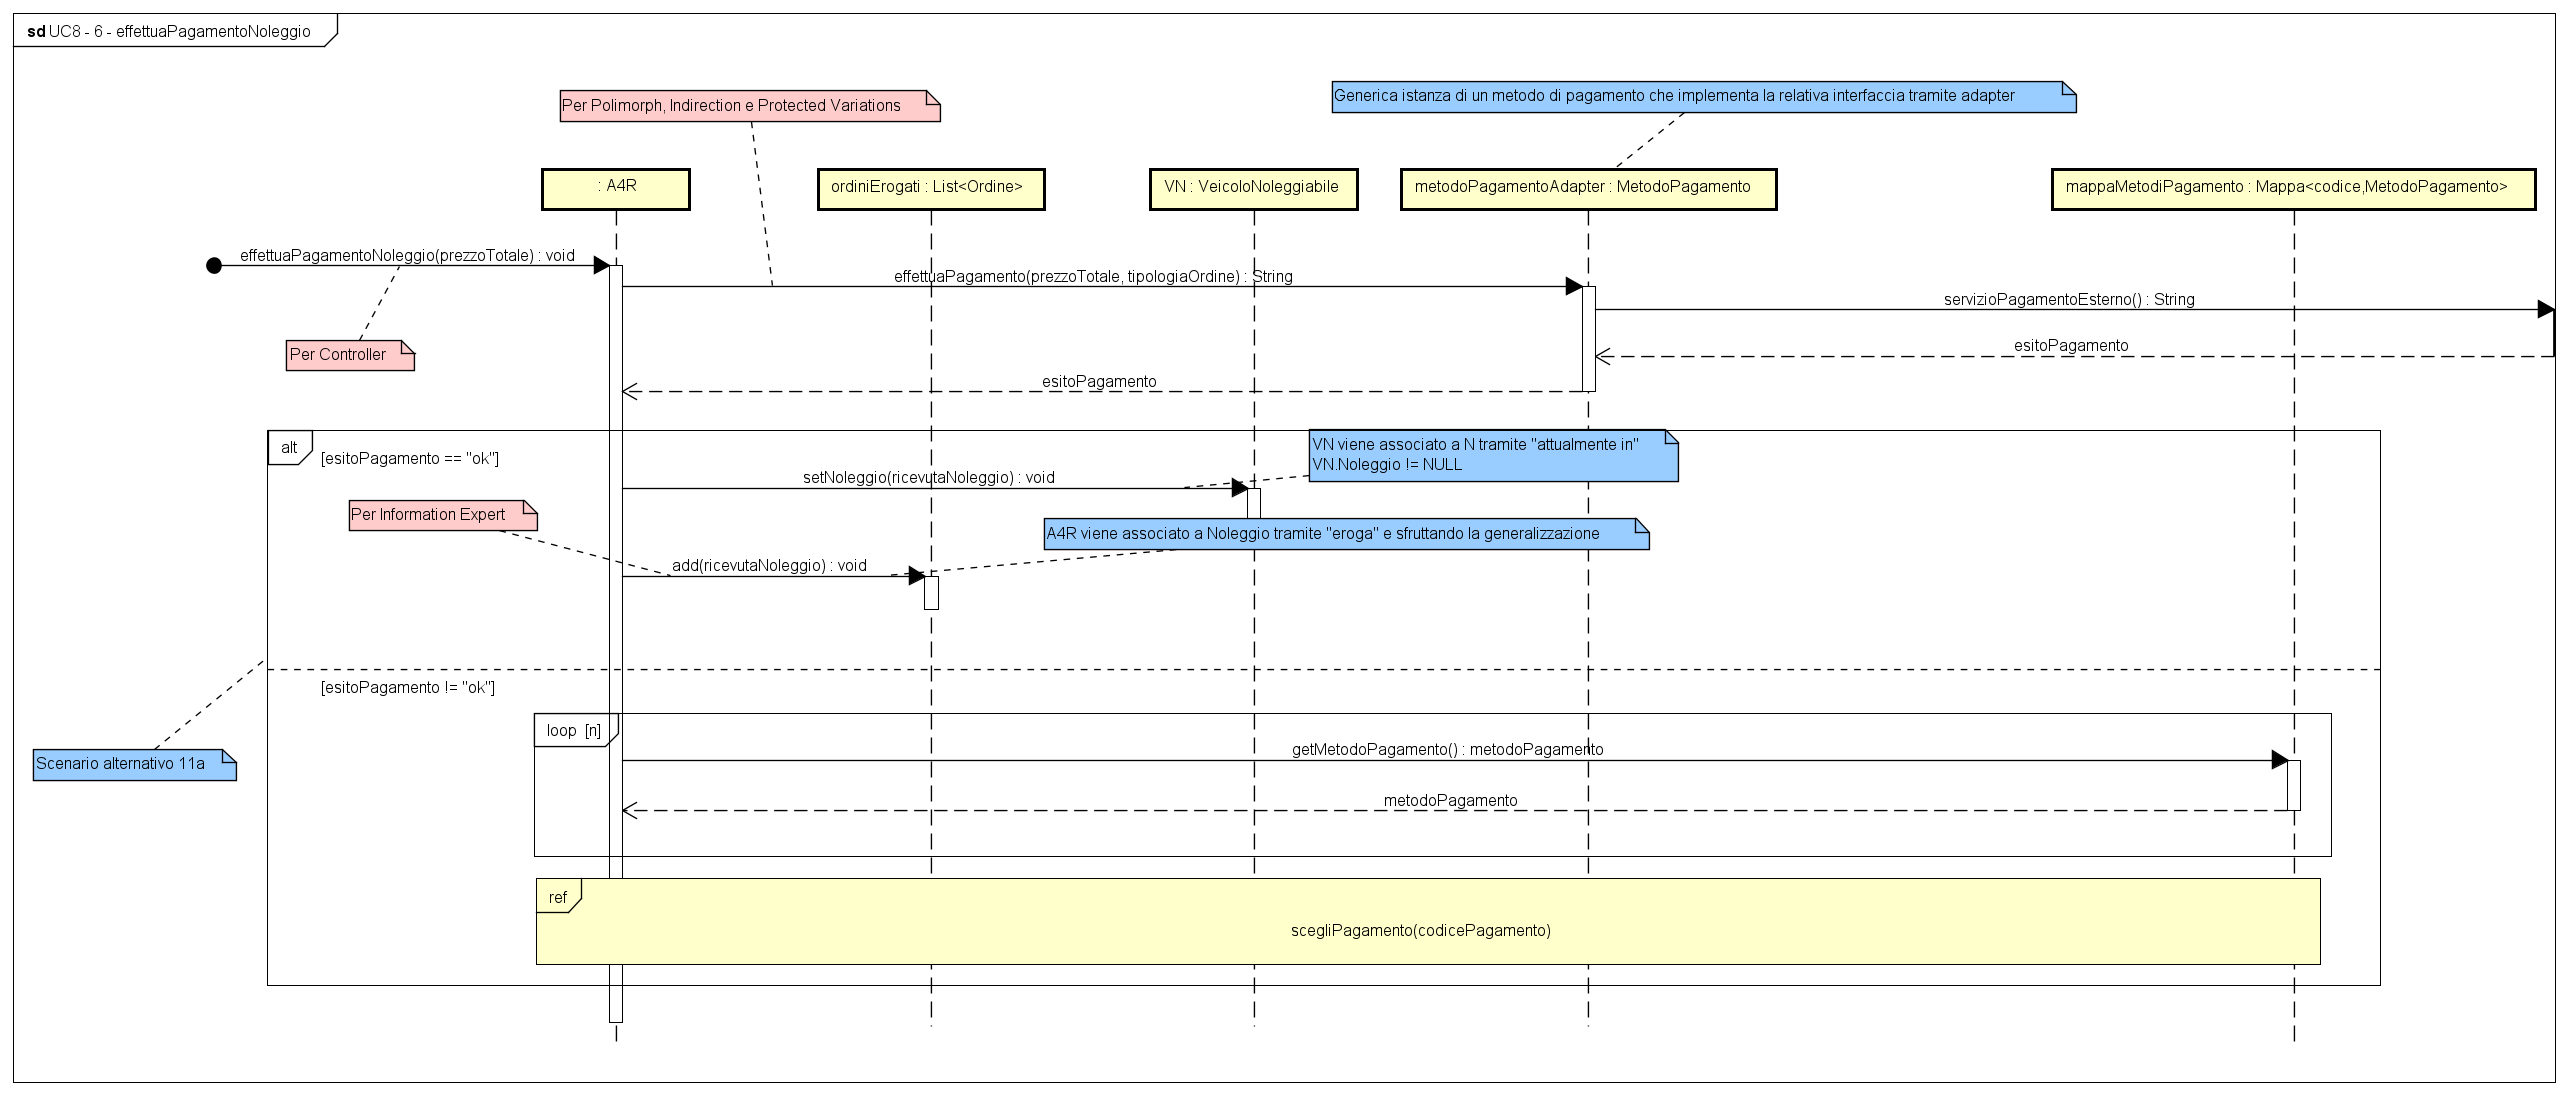 sd UC8 - 6 - effettuaPagamentoNoleggio
Per Polimorph, Indirection e Protected Variations
Generica istanza di un metodo di pagamento che implementa la relativa interfaccia tramite adapter
: A4R
ordiniErogati : List<Ordine>
VN : VeicoloNoleggiabile
metodoPagamentoAdapter : MetodoPagamento
mappaMetodiPagamento : Mappa<codice,MetodoPagamento>
effettuaPagamentoNoleggio(prezzoTotale) : void
effettuaPagamento(prezzoTotale, tipologiaOrdine) : String
servizioPagamentoEsterno() : String
Per Controller
esitoPagamento
esitoPagamento
alt
[esitoPagamento == "ok"]
VN viene associato a N tramite "attualmente in"
VN.Noleggio != NULL
setNoleggio(ricevutaNoleggio) : void
Per Information Expert
A4R viene associato a Noleggio tramite "eroga" e sfruttando la generalizzazione
add(ricevutaNoleggio) : void
[esitoPagamento != "ok"]
loop [n]
getMetodoPagamento() : metodoPagamento
Scenario alternativo 11a
metodoPagamento
ref
scegliPagamento(codicePagamento)